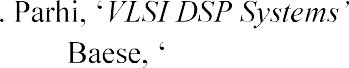 . Parhi, ‘VLSI DSP Systems’
Baese, ‘